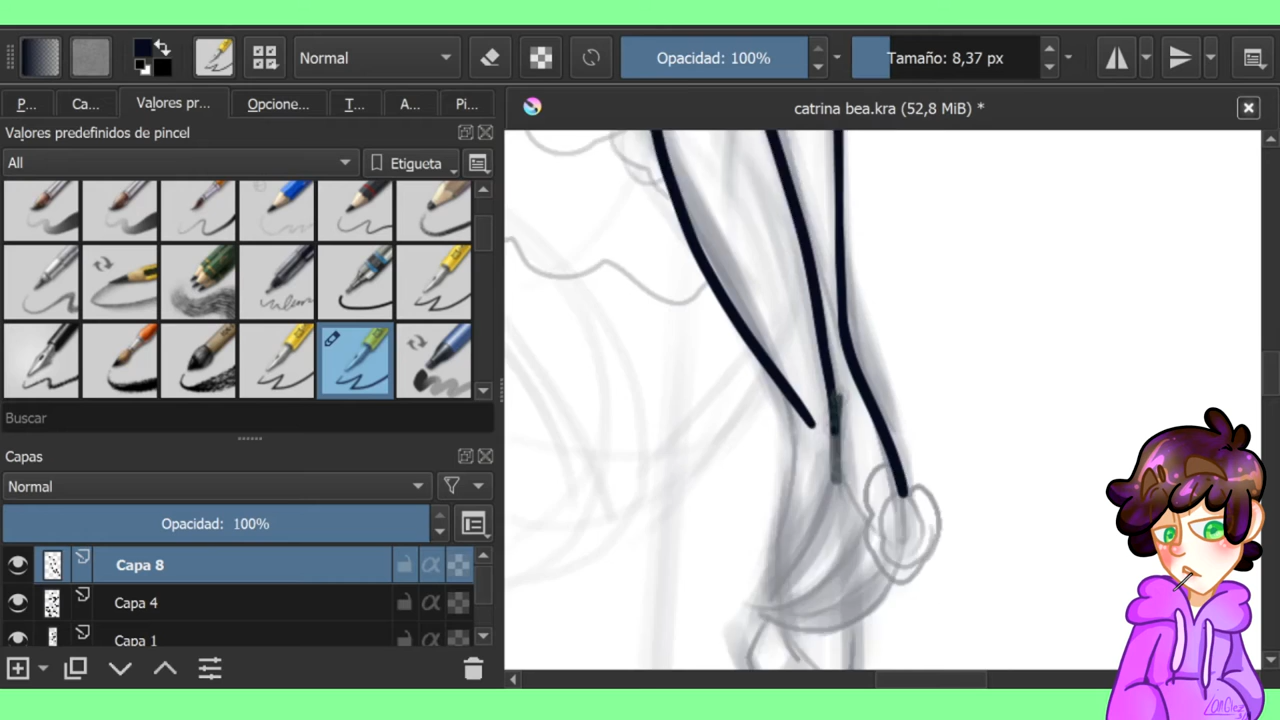 Normal
Opacidad: 100%
Tamaño: 8,37 px
P...
Ca...
Valores pr...
Opcione...
T...
A...
Pi...
catrina bea.kra (52,8 MiB) *
Valores predefinidos de pincel
All
Etiqueta
Buscar
Capas
Normal
Opacidad: 100%
Capa 8
Capa 4
Capa 1